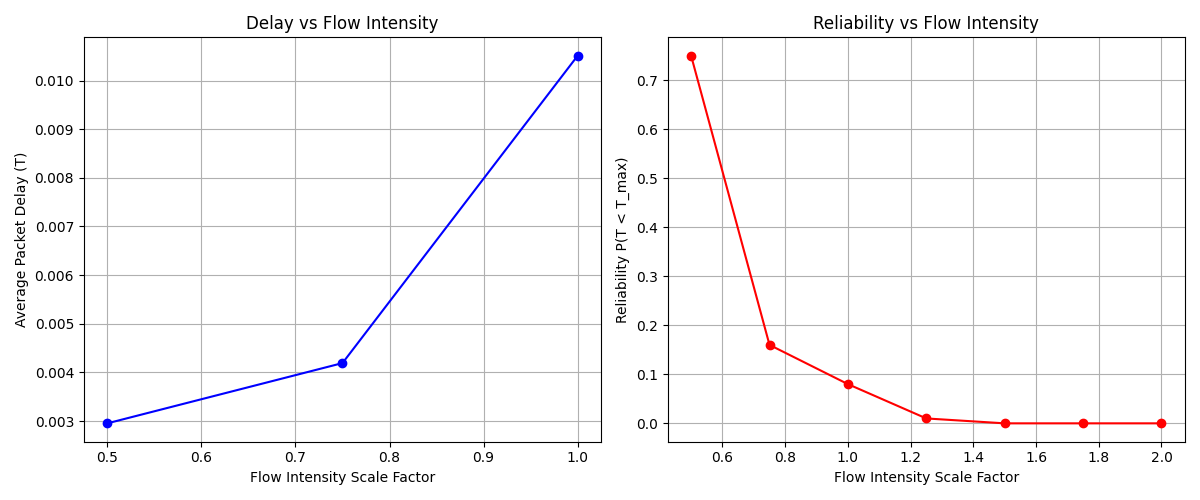 Delay vs Flow Intensity
Average Packet Delay (T)
0.010
0.009
0.008
0.007
0.006
0.005
0.004
0.003
0.5 0.6 0.7 0.8 0.9 1.0
Flow Intensity Scale Factor
Reliability vs Flow Intensity
Reliability P(T < T_max)
0.7
0.6
0.5
0.4
0.3
0.2
0.1
0.0
0.6 0.8 1.0 1.2 1.4 1.6 1.8 2.0
Flow Intensity Scale Factor